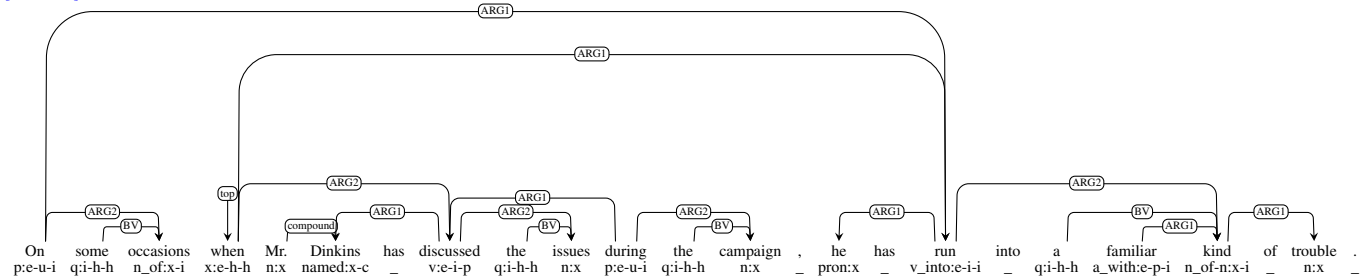 ARG1
ARG1
top ARG2 ARG1 ARG2
ARG2 BV compound ARG1 ARG2 BV ARG2 BV ARG1 BV ARG1 ARG1
On some occasions when Mr. Dinkins has discussed the issues during the campaign , he has run into a familiar kind of trouble .
p:e-u-i q:i-h-h n_of:x-i x:e-h-h n:x named:x-c _ v:e-i-p q:i-h-h n:x p:e-u-i q:i-h-h n:x _ pron:x _ v_into:e-i-i _ q:i-h-h a_with:e-p-i n_of-n:x-i _ n:x _